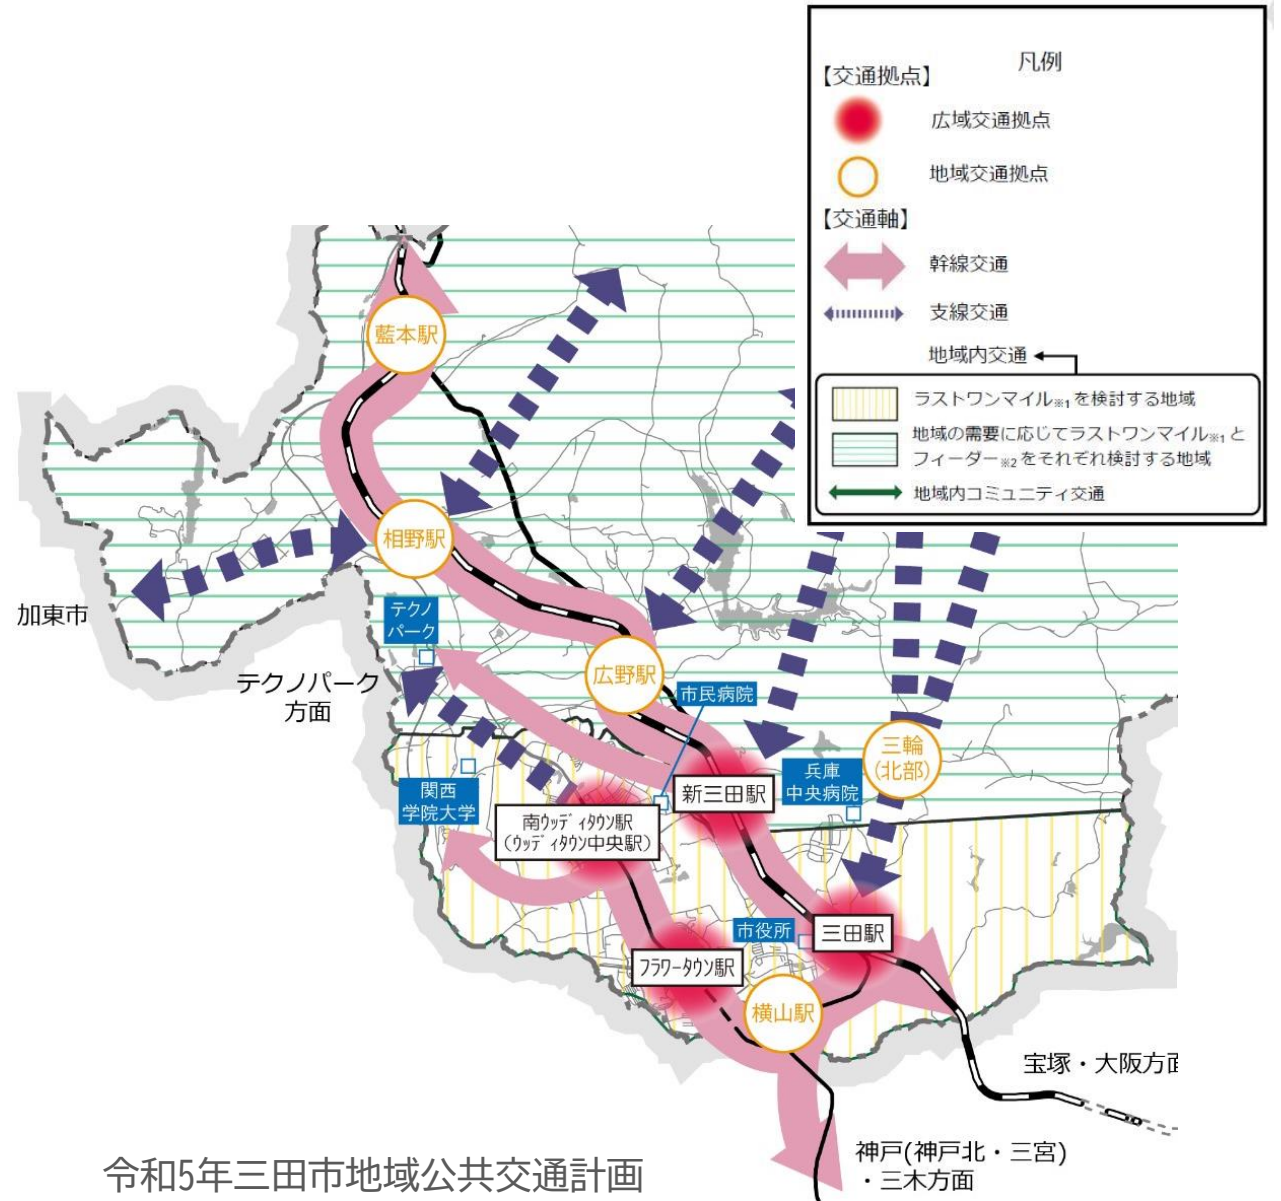 凡例
【交通拠点】
広域交通拠点
地域交通拠点
【交通軸】
幹線交通
支線交通
地域内交通
ラストワンマイル※1を検討する地域
地域の需要に応じてラストワンマイル※1と
フィーダー※2をそれぞれ検討する地域
地域内コミュニティ交通
藍本駅
相野駅
加東市
テクノ
パーク
テクノパーク
方面
広野駅
市民病院
三輪
(北部)
関西
学院大学
新三田駅
兵庫
中央病院
南ウッディタウン駅
(ウッディタウン中央駅)
市役所
三田駅
フラワータウン駅
横山駅
宝塚・大阪方面
神戸(神戸北・三宮)
・三木方面
令和5年三田市地域公共交通計画